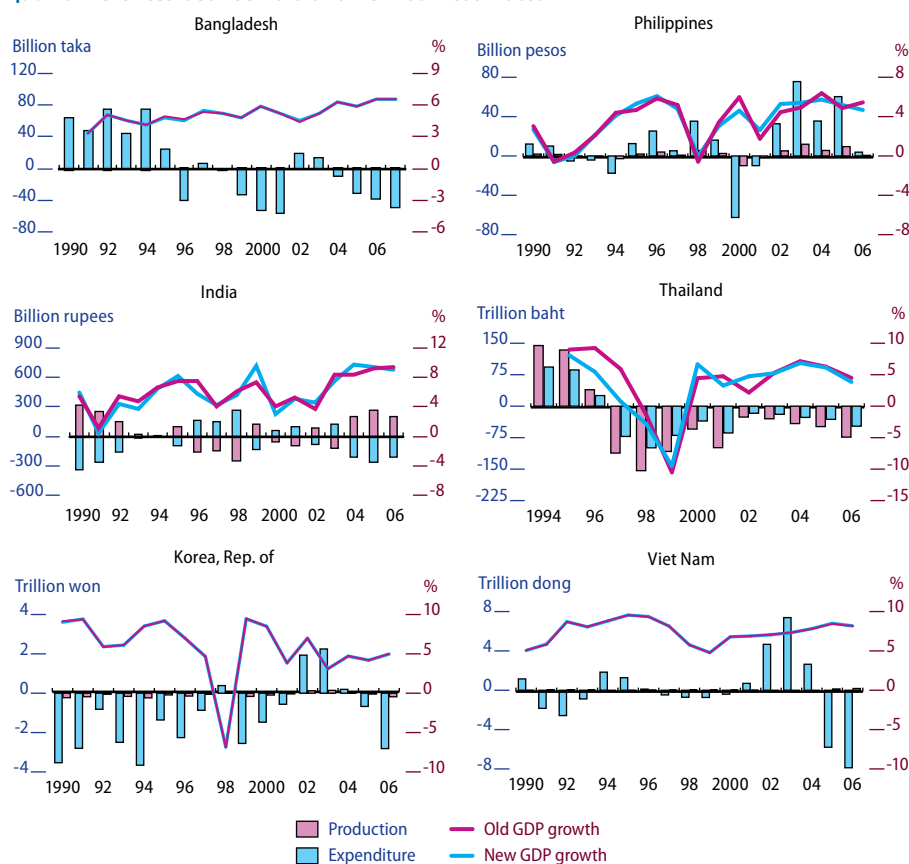 Bangladesh
Billion taka %
120 9
80 6
40 3
0 0
-40 -3
-80 -6
1990 92 94 96 98 2000 02 04 06
Philippines
Billion pesos %
80 8
40 4
0 0
-40 -4
-80 -8
1990 92 94 96 98 2000 02 04 06
India
Billion rupees %
900 12
600 8
300 4
0 0
-300 -4
-600 -8
1990 92 94 96 98 2000 02 04 06
Thailand
Trillion baht %
150 10
75 5
0 0
-75 -5
-150 -10
-225 -15
1994 96 98 2000 02 04 06
Korea, Rep. of
Trillion won %
4 10
2 5
0 0
-2 -5
-4 -10
1990 92 94 96 98 2000 02 04 06
Viet Nam
Trillion dong %
8 10
4 5
0 0
-4 -5
-8 -10
1990 92 94 96 98 2000 02 04 06
Production Old GDP growth
Expenditure New GDP growth